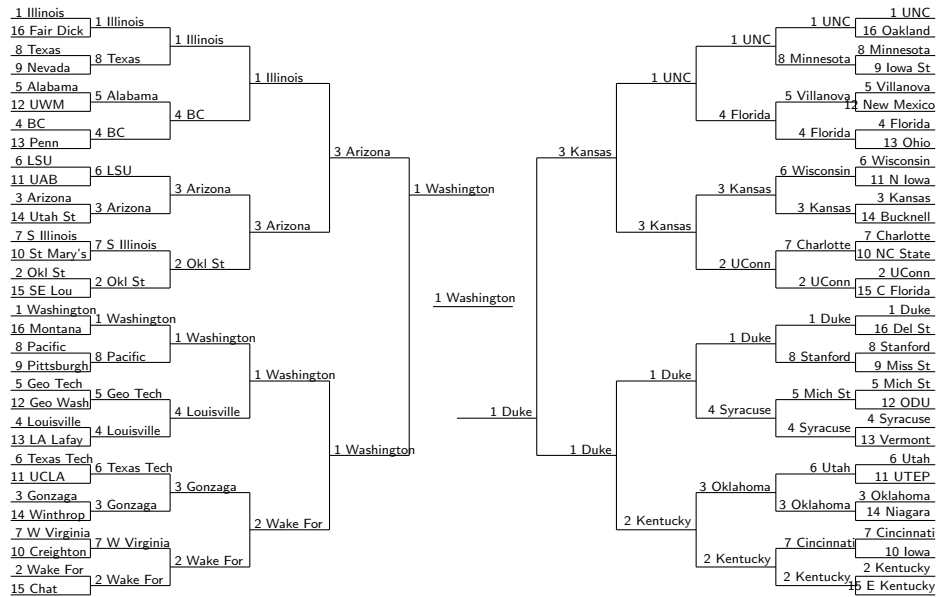 1 Illinois
16 Fair Dick
8 Texas
9 Nevada
5 Alabama
12 UWM
4 BC
13 Penn
6 LSU
11 UAB
3 Arizona
14 Utah St
7 S Illinois
10 St Mary's
2 Okl St
15 SE Lou
1 Washington
16 Montana
8 Pacific
9 Pittsburgh
5 Geo Tech
12 Geo Wash
4 Louisville
13 LA Lafay
6 Texas Tech
11 UCLA
3 Gonzaga
14 Winthrop
7 W Virginia
10 Creighton
2 Wake For
15 Chat
1 Illinois
8 Texas
5 Alabama
4 BC
6 LSU
3 Arizona
7 S Illinois
2 Okl St
1 Washington
8 Pacific
5 Geo Tech
4 Louisville
6 Texas Tech
3 Gonzaga
7 W Virginia
2 Wake For
1 Illinois
4 BC
3 Arizona
2 Okl St
1 Washington
4 Louisville
3 Gonzaga
2 Wake For
1 Illinois
3 Arizona
1 Washington
2 Wake For
3 Arizona
1 Washington
1 Washington
1 Washington
1 Duke
3 Kansas
1 Duke
1 UNC
3 Kansas
1 Duke
2 Kentucky
1 UNC
4 Florida
3 Kansas
2 UConn
1 Duke
4 Syracuse
3 Oklahoma
2 Kentucky
1 UNC
8 Minnesota
5 Villanova
4 Florida
6 Wisconsin
3 Kansas
7 Charlotte
2 UConn
1 Duke
8 Stanford
5 Mich St
4 Syracuse
6 Utah
3 Oklahoma
7 Cincinnati
2 Kentucky
1 UNC
16 Oakland
8 Minnesota
9 Iowa St
5 Villanova
12 New Mexico
4 Florida
13 Ohio
6 Wisconsin
11 N Iowa
3 Kansas
14 Bucknell
7 Charlotte
10 NC State
2 UConn
15 C Florida
1 Duke
16 Del St
8 Stanford
9 Miss St
5 Mich St
12 ODU
4 Syracuse
13 Vermont
6 Utah
11 UTEP
3 Oklahoma
14 Niagara
7 Cincinnati
10 Iowa
2 Kentucky
15 E Kentucky